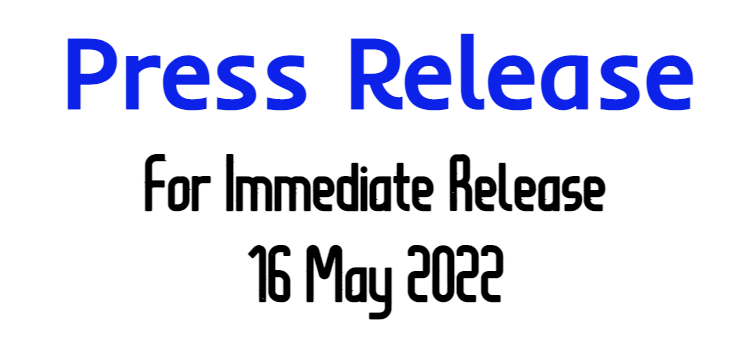 Press Release
For Immediate Release
16 May 2022